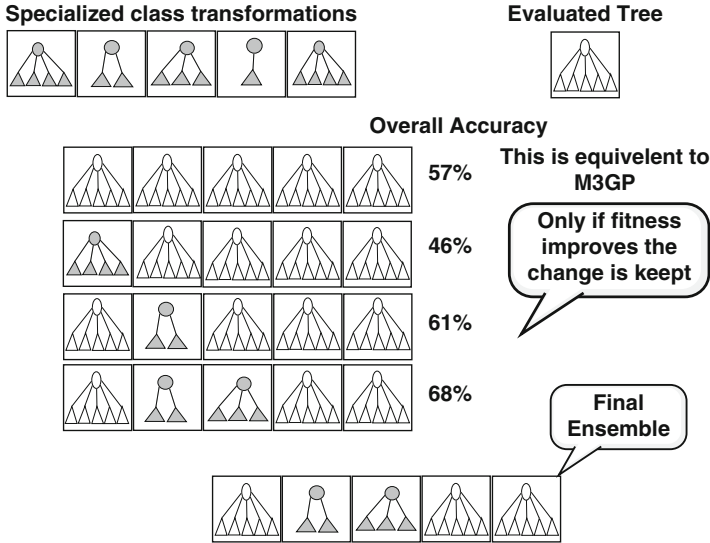 Specialized class transformations
Evaluated Tree
Overall Accuracy
57%
This is equivelent to
M3GP
46%
Only if fitness
improves the
change is keept
61%
68%
Final
Ensemble